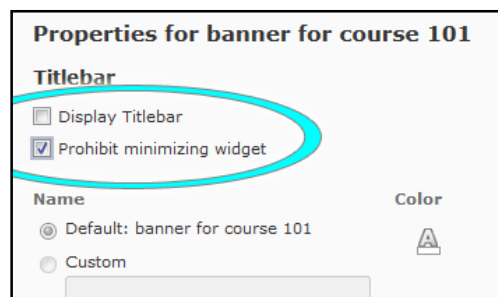 Properties for banner for course 101
Titlebar
Display Titlebar
Prohibit minimizing widget
Name Color
Default: banner for course 101
Custom